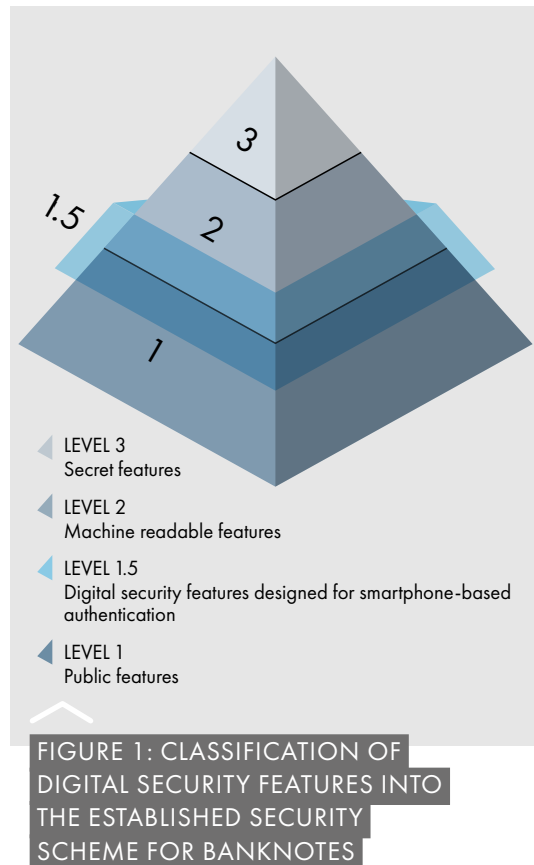 3
1.5
2
1
LEVEL 3
Secret features
LEVEL 2
Machine readable features
LEVEL 1.5
Digital security features designed for smartphone-based
authentication
LEVEL 1
Public features
FIGURE 1: CLASSIFICATION OF
DIGITAL SECURITY FEATURES INTO
THE ESTABLISHED SECURITY
SCHEME FOR BANKNOTES